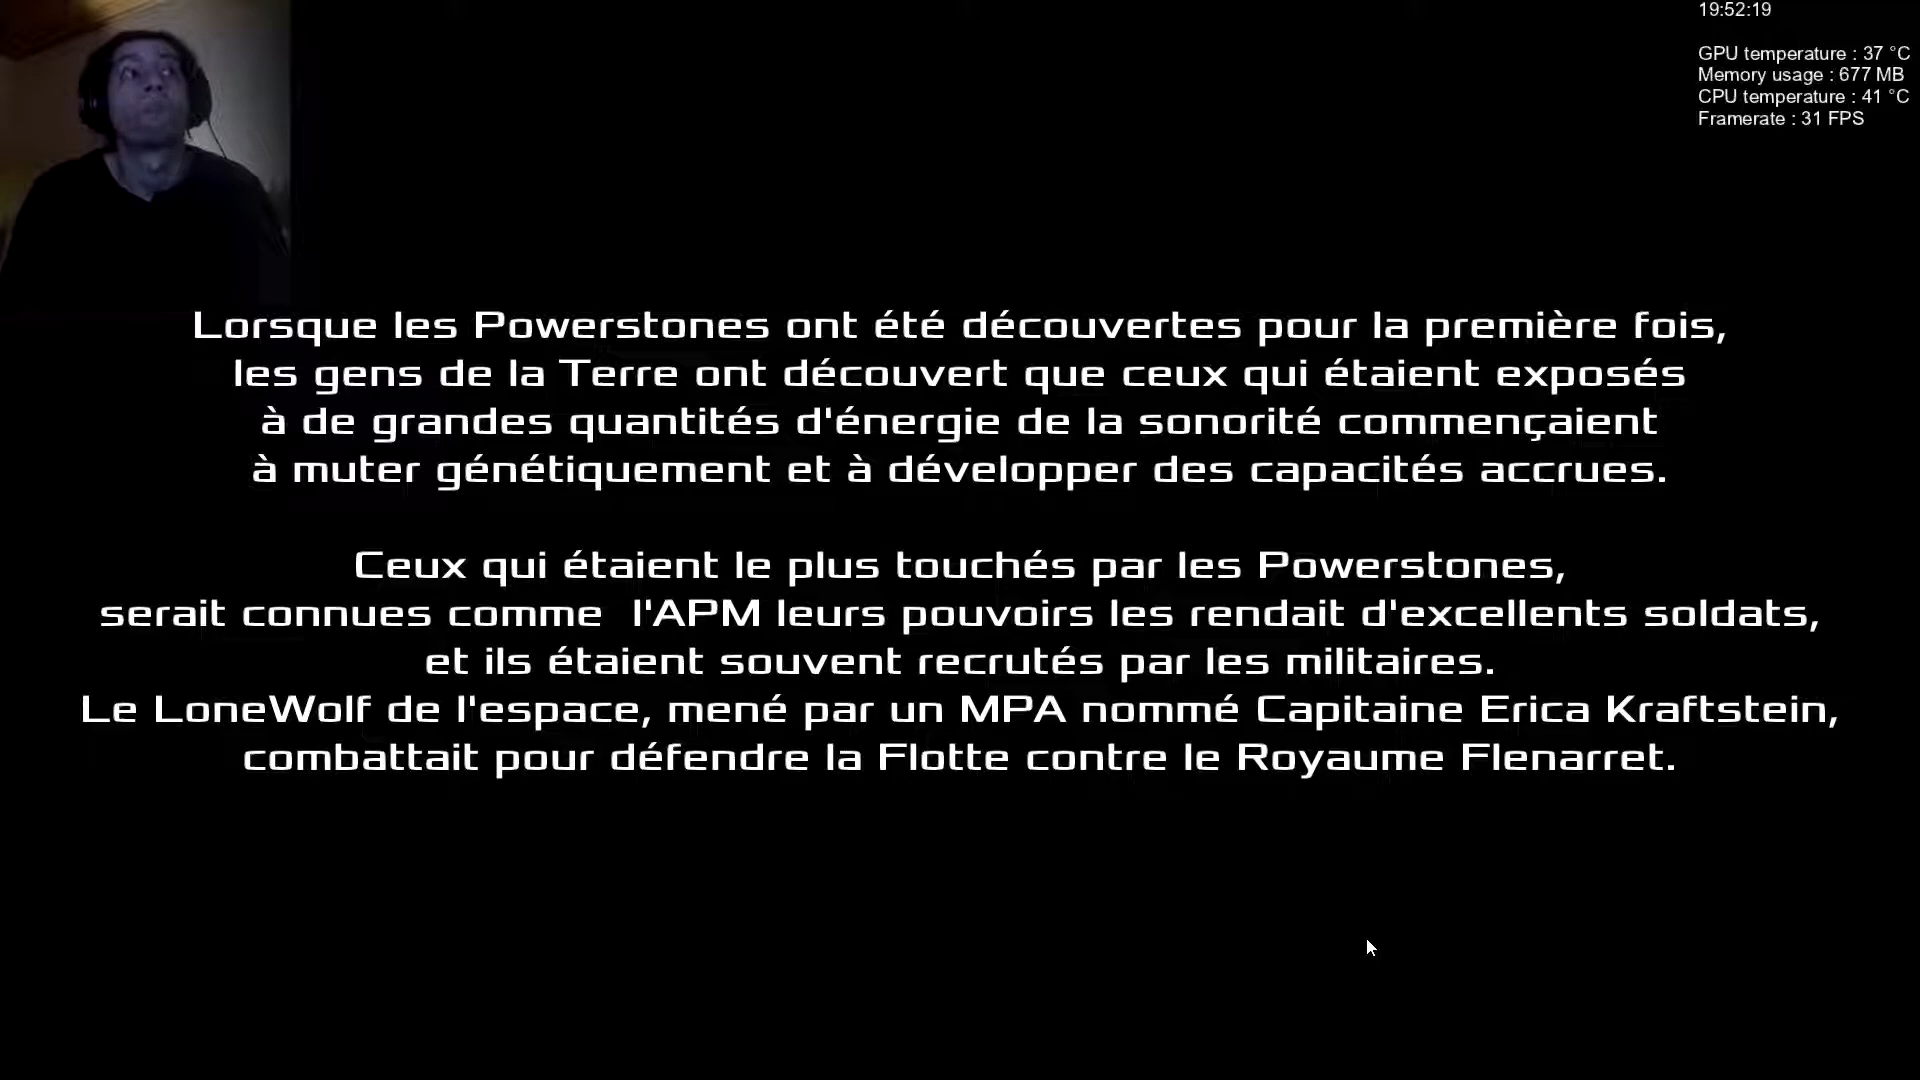 19:52:19
GPU temperature : 37 °C
Memory usage : 677 MB
CPU temperature : 41 °C
Framerate : 31 FPS
Lorsque les Powerstones ont été découvertes pour la première fois,
les gens de la Terre ont découvert que ceux qui étaient exposés
à de grandes quantités d'énergie de la sonorité commençaient
à muter génétiquement et à développer des capacités accrues.
Ceux qui étaient le plus touchés par les Powerstones,
serait connues comme  l'APM leurs pouvoirs les rendait d'excellents soldats,
et ils étaient souvent recrutés par les militaires.
Le LoneWolf de l'espace, mené par un MPA nommé Capitaine Erica Kraftstein,
combattait pour défendre la Flotte contre le Royaume Flenarret.